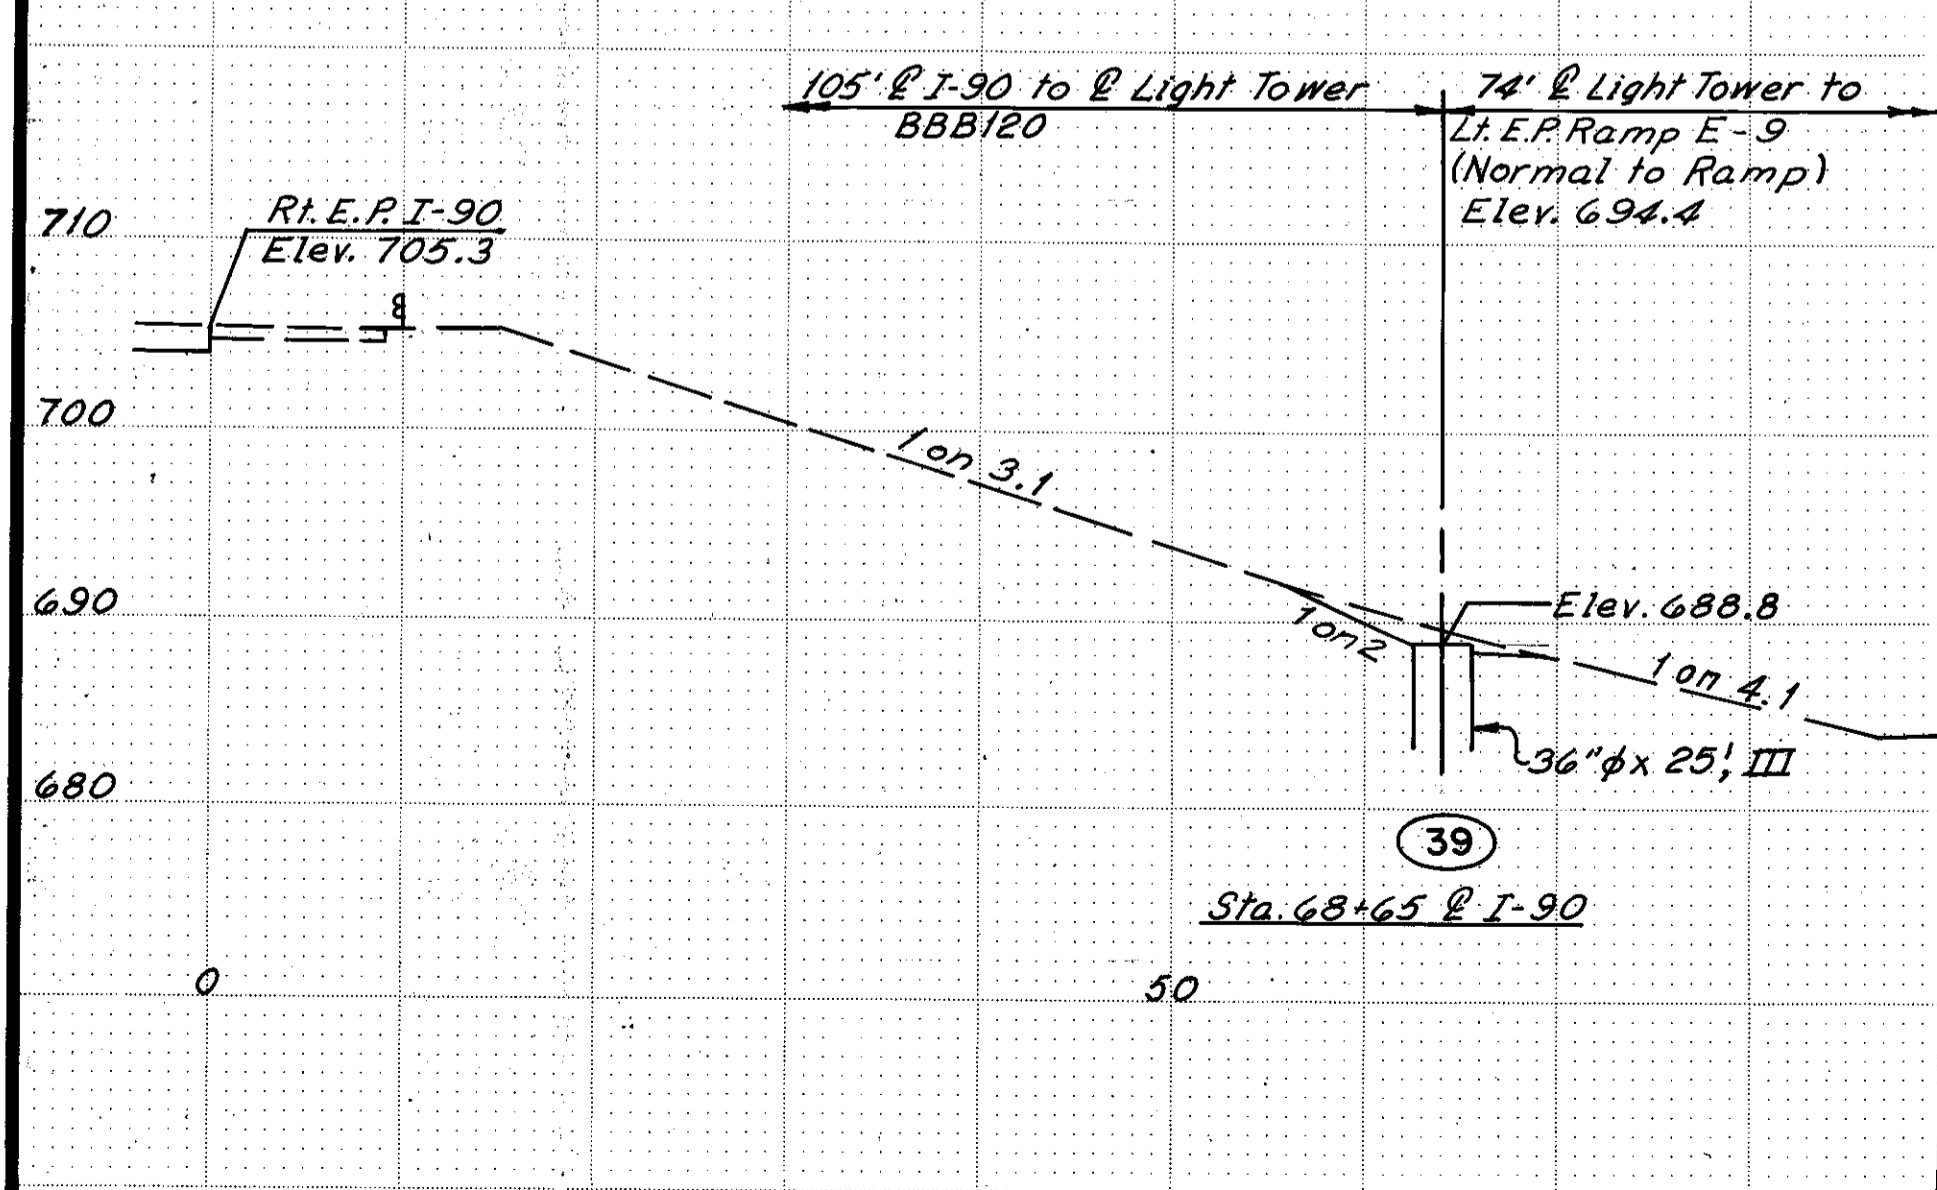 105' ℄ I-90 to ℄ Light Tower
BBB120
74' ℄ Light Tower to
Lt. E.P. Ramp E-9
(Normal to Ramp)
Elev. 694.4
Rt. E.P. I-90
Elev. 705.3
710
700
1 on 3.1
690
1 on 2
Elev. 688.8
1 on 4.1
36"φ x 25', III
680
39
Sta. 68+65 ℄ I-90
0
50